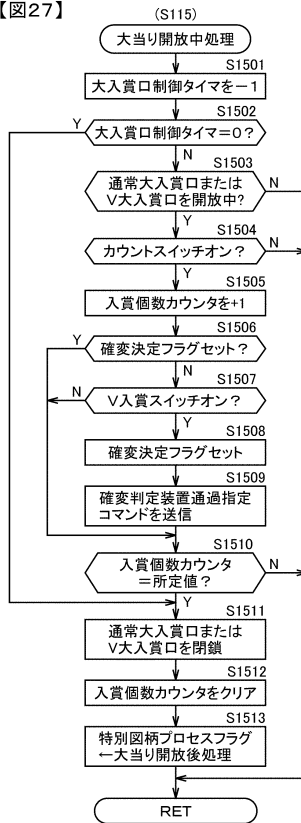 【図27】
(S115)
大当り開放中処理
S1501
大入賞口制御タイマを－1
S1502
Y
大入賞口制御タイマ＝0？
N
S1503
通常大入賞口または
V大入賞口を開放中？
N
Y
S1504
カウントスイッチオン？
N
Y
S1505
入賞個数カウンタを+1
S1506
Y
確変決定フラグセット？
N
S1507
N
V入賞スイッチオン？
Y
S1508
確変決定フラグセット
S1509
確変判定装置通過指定
コマンドを送信
S1510
入賞個数カウンタ
＝所定値？
N
Y
S1511
通常大入賞口または
V大入賞口を閉鎖
S1512
入賞個数カウンタをクリア
S1513
特別図柄プロセスフラグ
←大当り開放後処理
RET